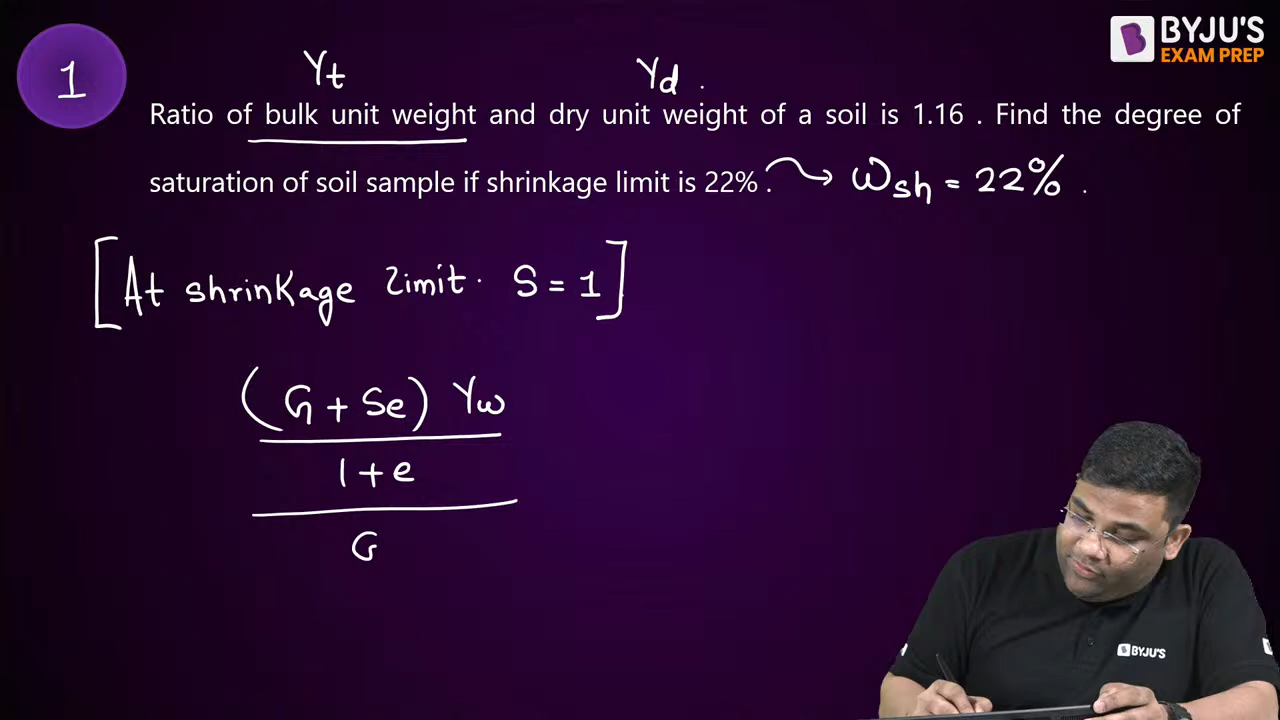 BYJU'S
EXAM PREP
1
γt γd .
Ratio of bulk unit weight and dry unit weight of a soil is 1.16 . Find the degree of
saturation of soil sample if shrinkage limit is 22% . → ωsh = 22% .
[At shrinkage limit. S = 1]
(G + Se) γw
1 + e
G
BYJU'S